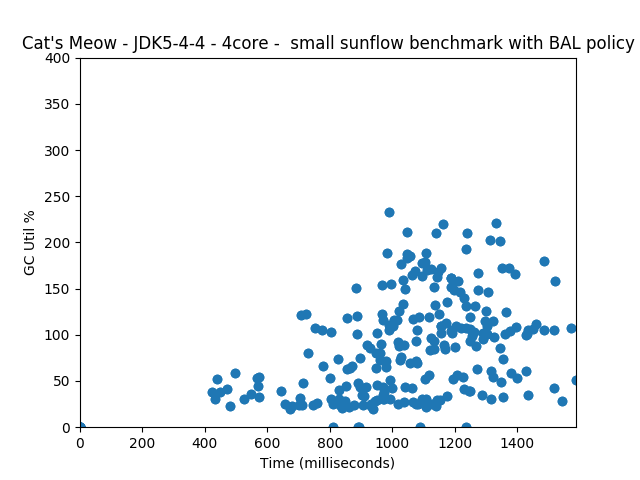 Cat's Meow - JDK5-4-4 - 4core -  small sunflow benchmark with BAL policy
400
350
300
250
200
150
100
50
0
GC Util %
0 200 400 600 800 1000 1200 1400
Time (milliseconds)